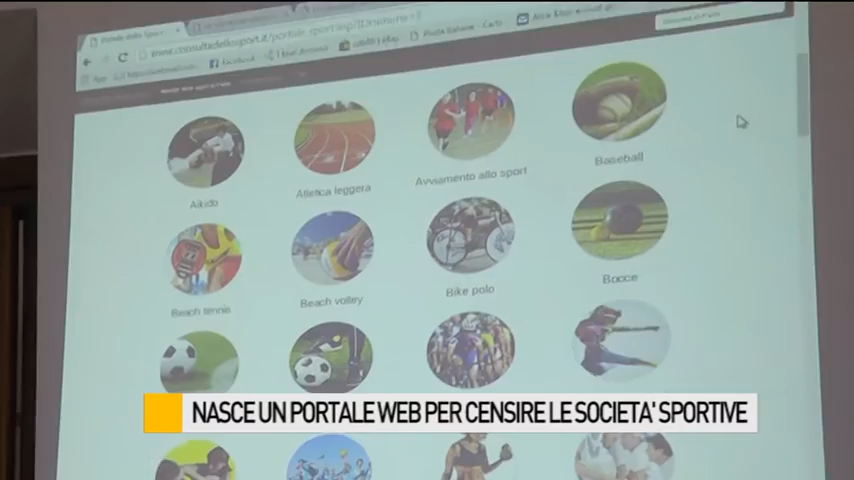 Portale dello Sport
www.consultadellosport.it/portale_sport.asp
Facebook
Aikido
Atletica leggera
Avviamento allo sport
Baseball
Beach tennis
Beach volley
Bike polo
Bocce
NASCE UN PORTALE WEB PER CENSIRE LE SOCIETA' SPORTIVE